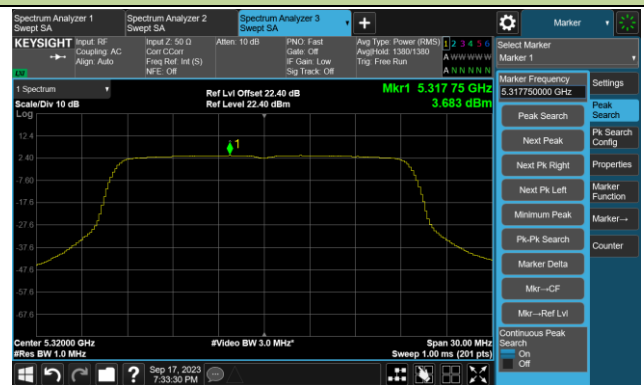 Spectrum Analyzer 1
Swept SA
Spectrum Analyzer 2
Swept SA
Spectrum Analyzer 3
Swept SA
+
Marker
KEYSIGHT
Input: RF
Coupling: AC
Align: Auto
Input Z: 50 Ω
Corr CCorr
Freq Ref: Int (S)
NFE: Off
Atten: 10 dB
PNO: Fast
Gate: Off
IF Gain: Low
Sig Track: Off
Avg Type: Power (RMS)
Avg|Hold: 1380/1380
Trig: Free Run
1 2 3 4 5 6
A W W W W W
A N N N N N
Select Marker
Marker 1
LXI
1 Spectrum
Scale/Div 10 dB
Log
Ref Lvl Offset 22.40 dB
Ref Level 22.40 dBm
Mkr1 5.317 75 GHz
3.683 dBm
1
12.4
2.40
-7.60
-17.6
-27.6
-37.6
-47.6
-57.6
-67.6
Center 5.32000 GHz
#Res BW 1.0 MHz
#Video BW 3.0 MHz*
Span 30.00 MHz
Sweep 1.00 ms (201 pts)
Marker Frequency
5.317750000 GHz
Peak Search
Next Peak
Next Pk Right
Next Pk Left
Minimum Peak
Pk-Pk Search
Marker Delta
Mkr→CF
Mkr→Ref Lvl
Continuous Peak
Search
On
Off
Settings
Peak
Search
Pk Search
Config
Properties
Marker
Function
Marker→
Counter
?
Sep 17, 2023
7:33:30 PM